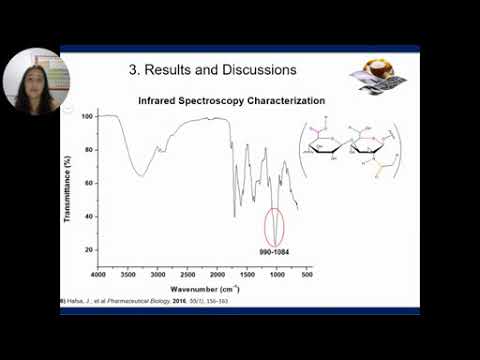 3. Results and Discussions
Infrared Spectroscopy Characterization
Transmittance (%)
100
80
60
40
20
990-1084
4000 3500 3000 2500 2000 1500 1000 500
Wavenumber (cm-1)
Hafsa, J., et al Pharmaceutical Biology, 2016, 55(1), 156–163